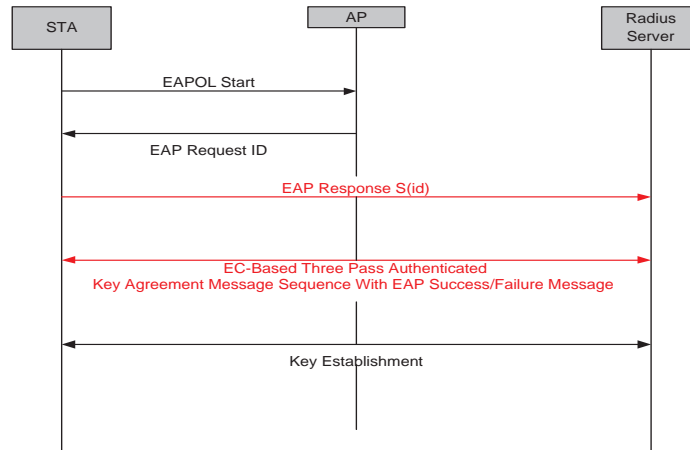 STA
AP
Radius
Server
EAPOL Start
EAP Request ID
EAP Response S(id)
EC-Based Three Pass Authenticated
Key Agreement Message Sequence With EAP Success/Failure Message
Key Establishment